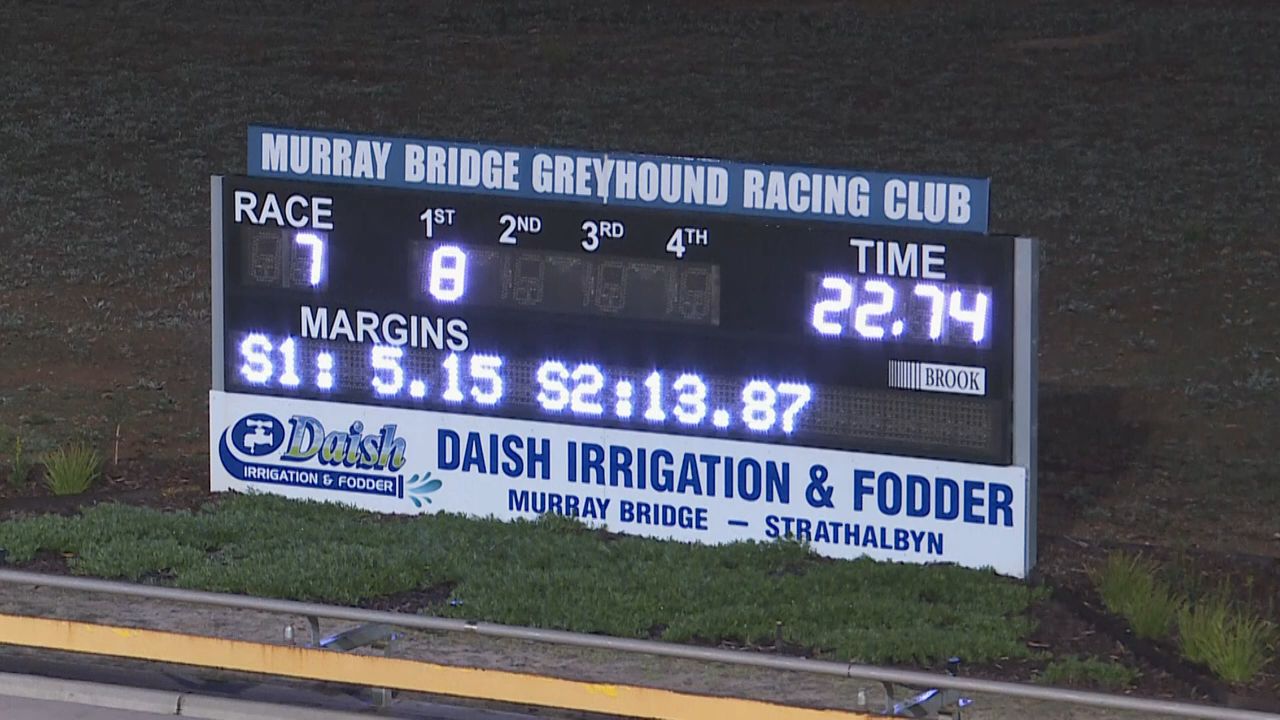 MURRAY BRIDGE GREYHOUND RACING CLUB
RACE 1ST 2ND 3RD 4TH TIME
7 8 22.74
MARGINS
S1: 5.15 S2:13.87
BROOK
Daish
IRRIGATION & FODDER
DAISH IRRIGATION & FODDER
MURRAY BRIDGE — STRATHALBYN